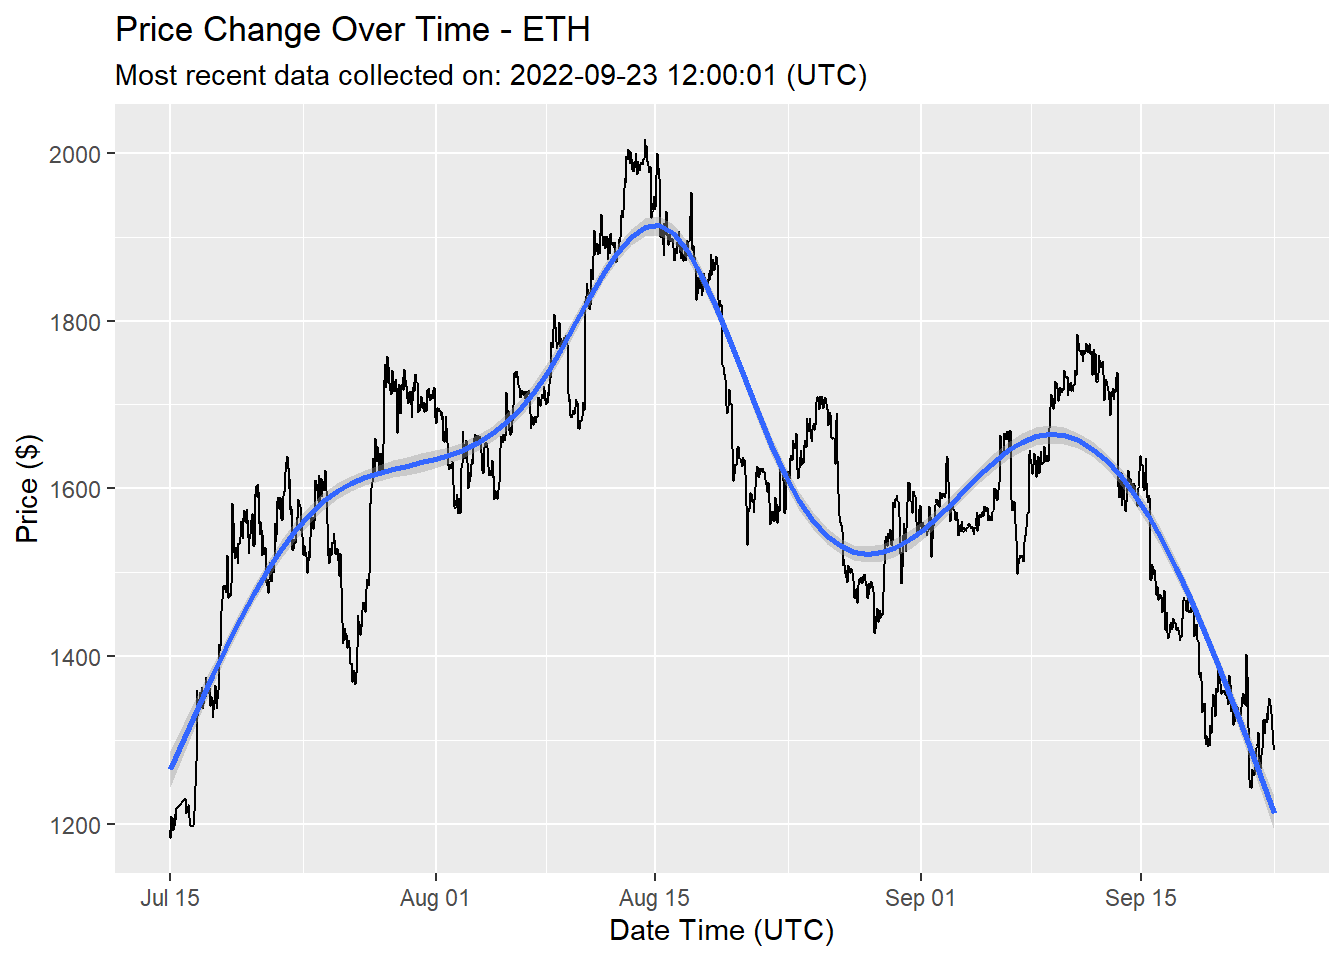 Price Change Over Time - ETH
Most recent data collected on: 2022-09-23 12:00:01 (UTC)
Price ($)
2000
1800
1600
1400
1200
Jul 15
Aug 01
Aug 15
Sep 01
Sep 15
Date Time (UTC)